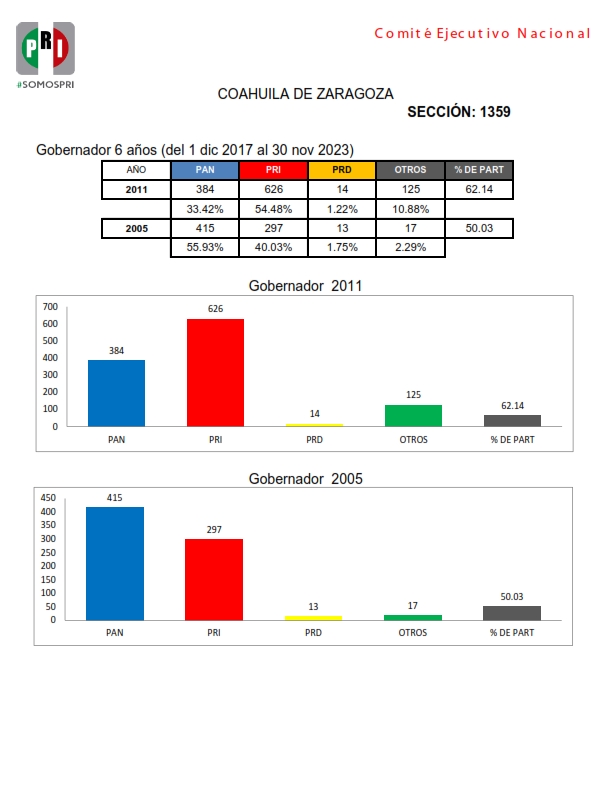 PRI
#SOMOSPRI
Comité Ejecutivo Nacional
COAHUILA DE ZARAGOZA
SECCIÓN: 1359
Gobernador 6 años (del 1 dic 2017 al 30 nov 2023)
AÑO PAN PRI PRD OTROS % DE PART
2011 384 626 14 125 62.14
33.42% 54.48% 1.22% 10.88%
2005 415 297 13 17 50.03
55.93% 40.03% 1.75% 2.29%
Gobernador 2011
700
600
500
400
300
200
100
0
384
626
14
125
62.14
PAN PRI PRD OTROS % DE PART
Gobernador 2005
450
400
350
300
250
200
150
100
50
0
415
297
13
17
50.03
PAN PRI PRD OTROS % DE PART